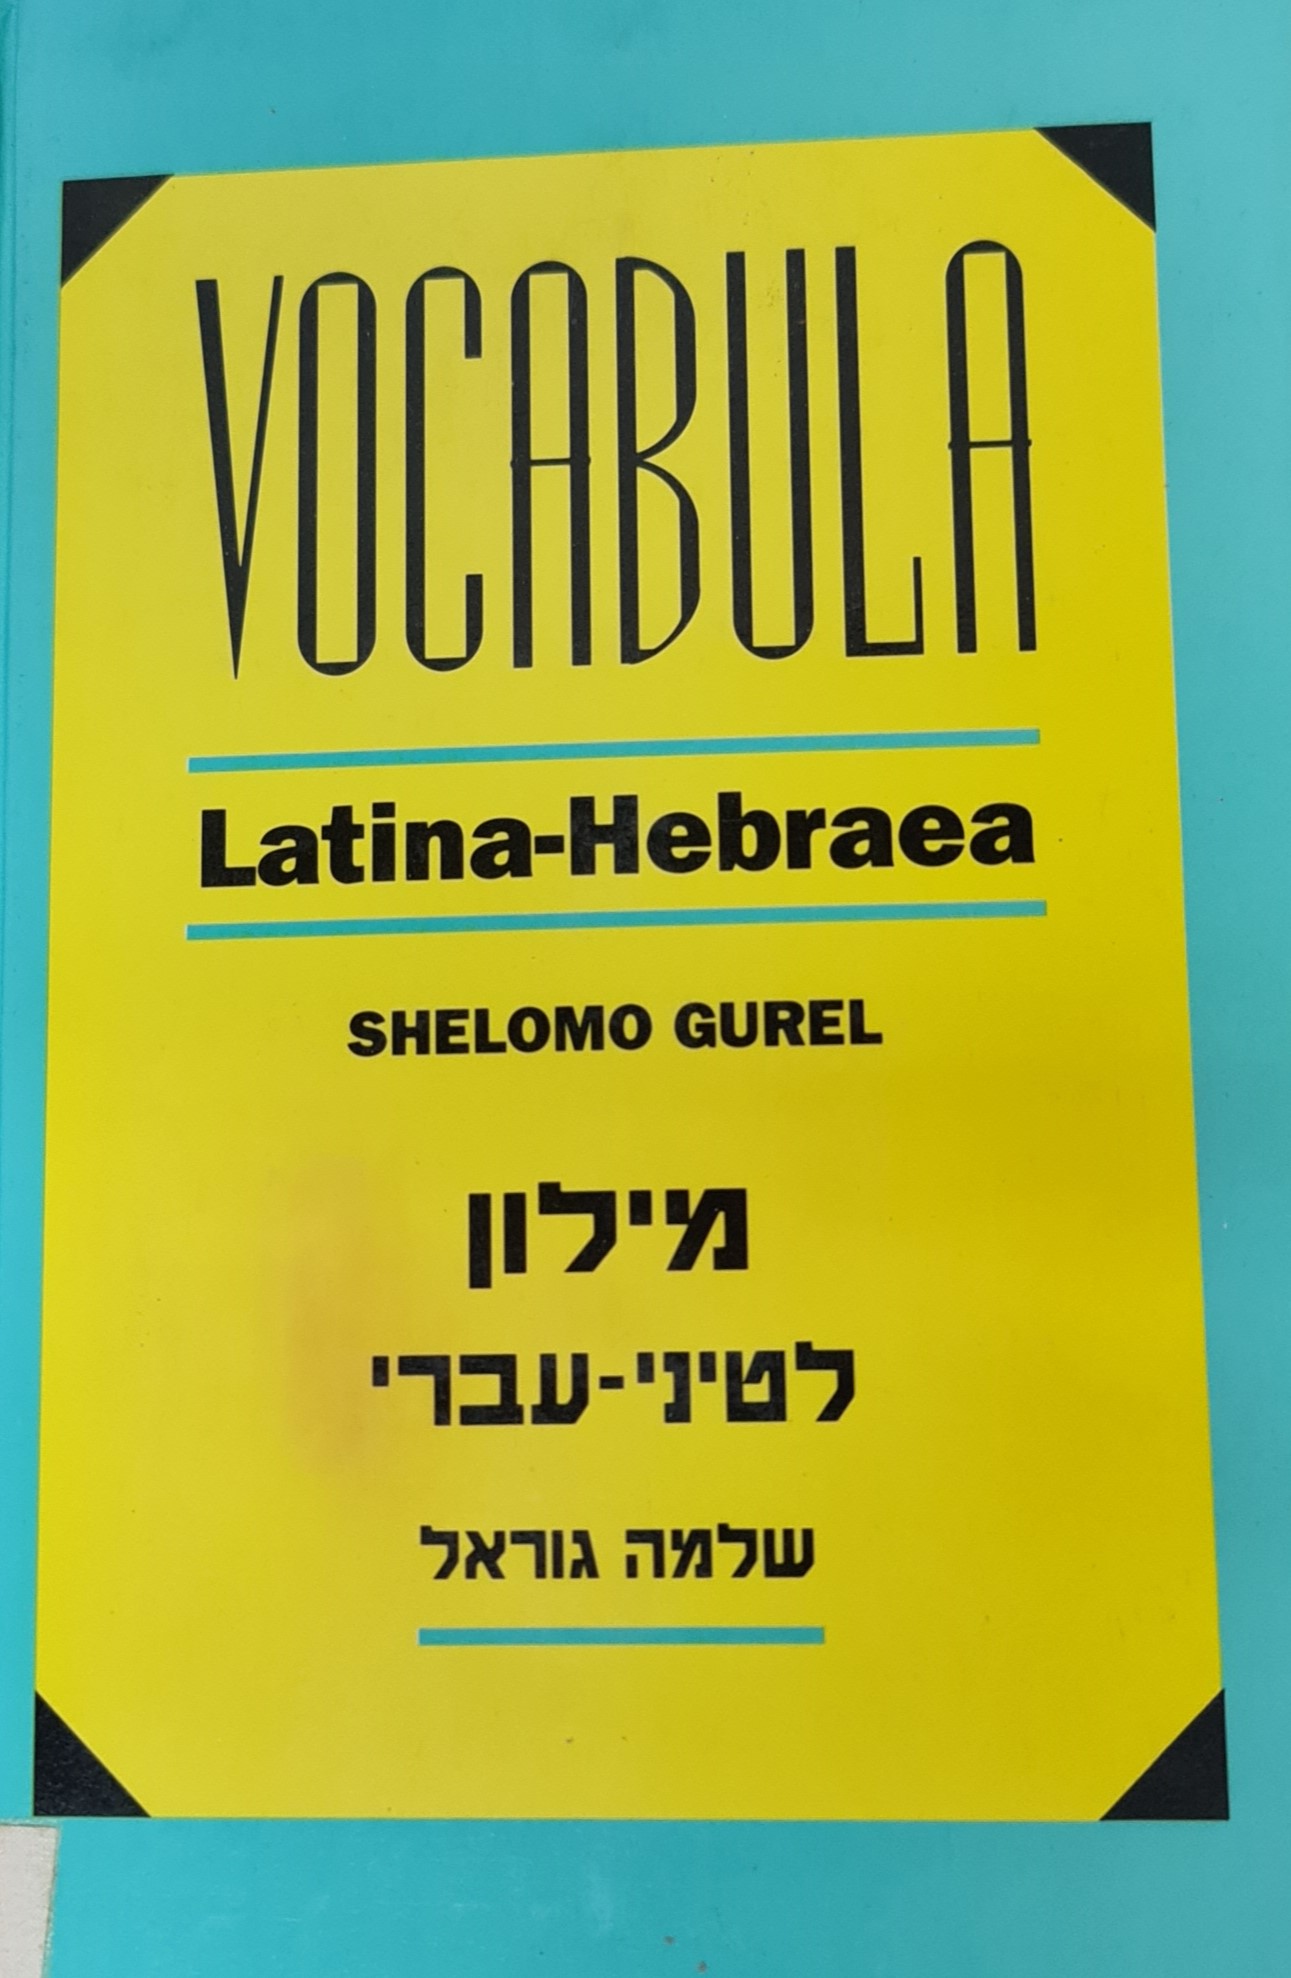 VOCABULA
Latina-Hebraea
SHELOMO GUREL
מילון
לטיני-עברי
שלמה גוראל